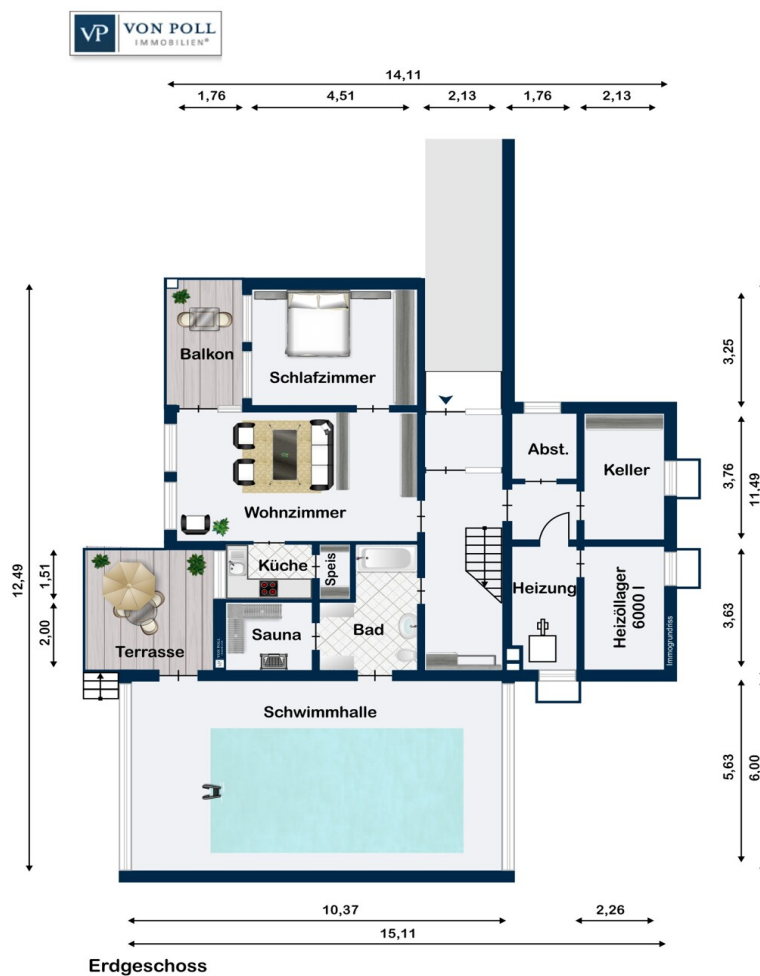 VP VON POLL
IMMOBILIEN®
14,11
1,76 4,51 2,13 1,76 2,13
Balkon
Schlafzimmer
3,25
Abst.
Keller
Wohnzimmer
3,76
11.49
12,49
1,51
2,00
Küche
Speis
Heizung
Heizöllager
6000 l
3,63
Sauna
Bad
Terrasse
VON POLL
Immogrundriss
Schwimmhalle
5,63
6.00
10,37 2,26
15,11
Erdgeschoss